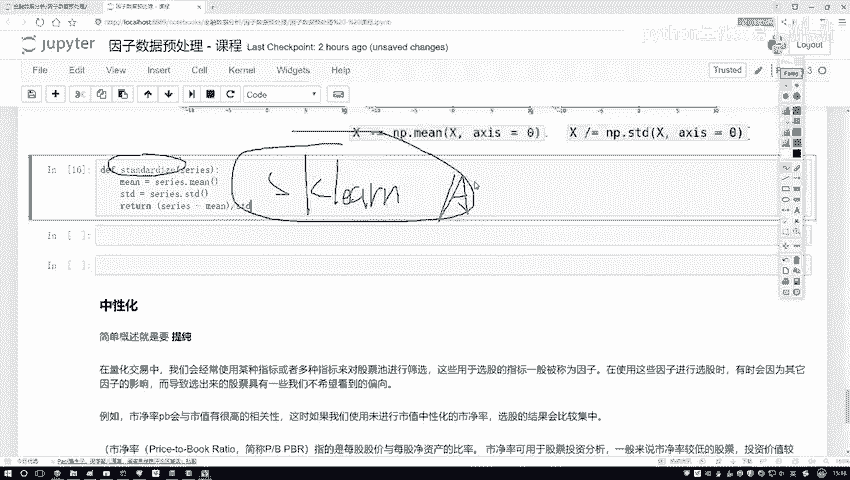 jupyter 因子数据预处理 - 课程 Last Checkpoint: 2 hours ago (unsaved changes)
Logout
File Edit View Insert Cell Kernel Widgets Help
Trusted
Code
X -= np.mean(X, axis = 0)
X /= np.std(X, axis = 0)
In [16]:
def standardize(series):
mean = series.mean()
std = series.std()
return (series - mean)/std
sklearn
In [ ]:
In [ ]:
中性化
简单概述就是要 提纯
在量化交易中，我们会经常使用某种指标或者多种指标来对股票池进行筛选，这些用于选股的指标一般被称为因子。在使用这些因子进行选股时，有时会因为其它
因子的影响，而导致选出来的股票具有一些我们不希望看到的偏向。
例如，市净率pb会与市值有很高的相关性，这时如果我们使用未进行市值中性化的市净率，选股的结果会比较集中。
（市净率（Price-to-Book Ratio，简称P/B PBR）指的是每股股价与每股净资产的比率。 市净率可用于股票投资分析，一般来说市净率较低的股票，投资价值较